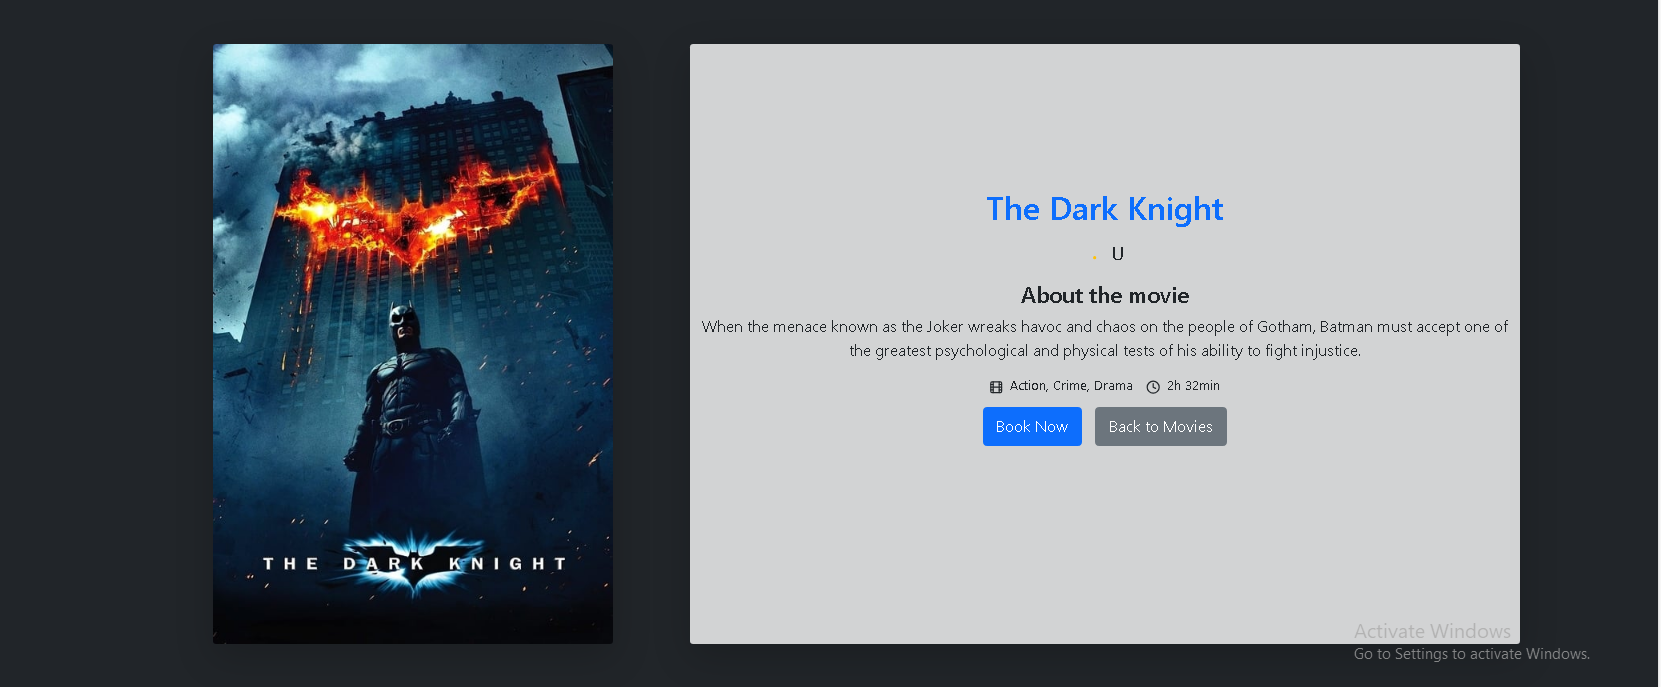 THE DARK KNIGHT
The Dark Knight
U
About the movie
When the menace known as the Joker wreaks havoc and chaos on the people of Gotham, Batman must accept one of
the greatest psychological and physical tests of his ability to fight injustice.
Action, Crime, Drama 2h 32min
Book Now Back to Movies
Activate Windows
Go to Settings to activate Windows.